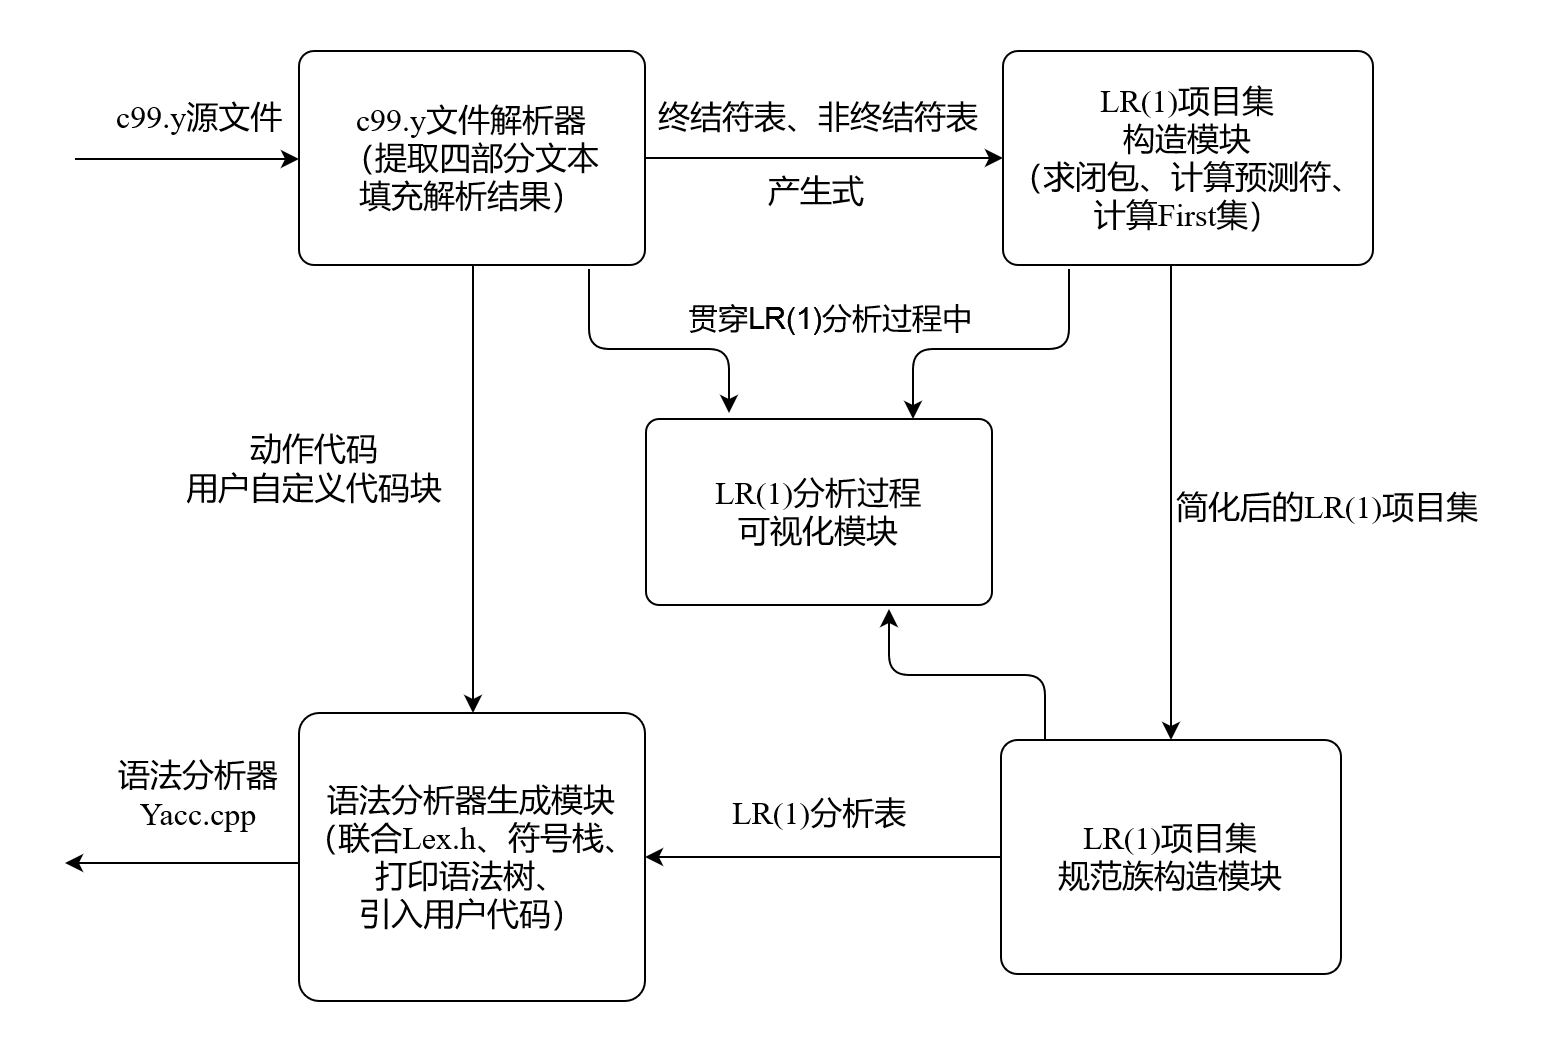 c99.y源文件
c99.y文件解析器
（提取四部分文本
填充解析结果）
终结符表、非终结符表
产生式
LR(1)项目集
构造模块
（求闭包、计算预测符、
计算First集）
贯穿LR(1)分析过程中
动作代码
用户自定义代码块
LR(1)分析过程
可视化模块
简化后的LR(1)项目集
语法分析器
Yacc.cpp
语法分析器生成模块
（联合Lex.h、符号栈、
打印语法树、
引入用户代码）
LR(1)分析表
LR(1)项目集
规范族构造模块